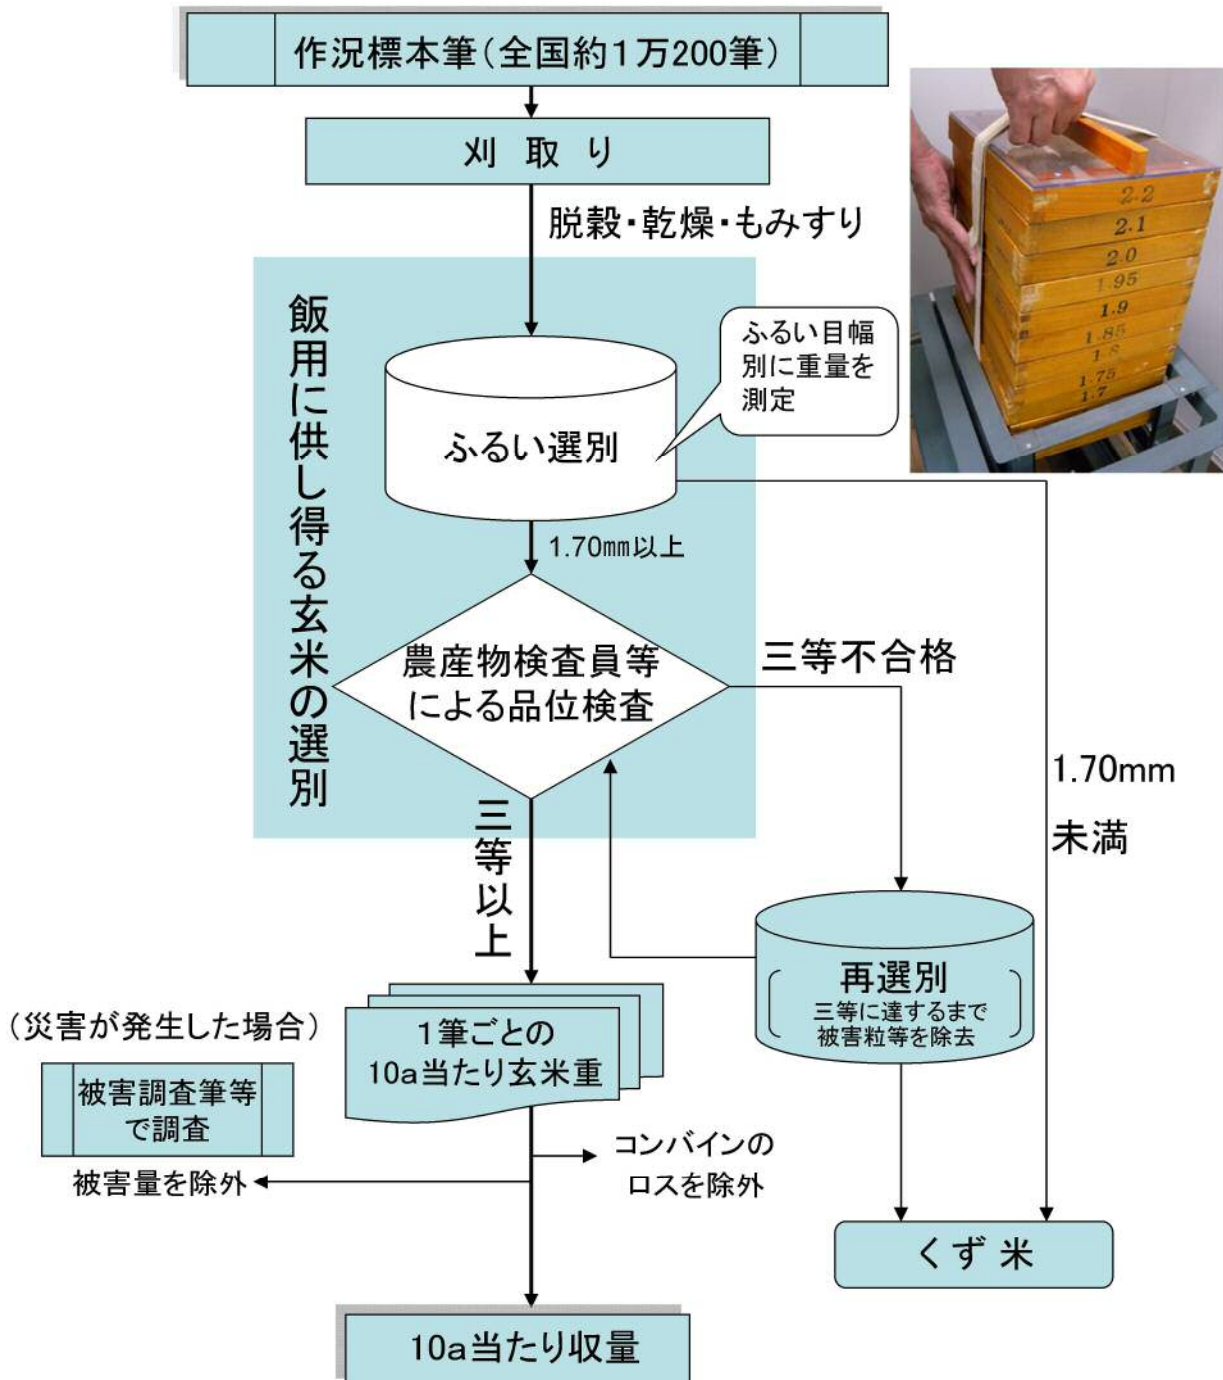 作況標本筆（全国約１万200筆）
刈 取 り
脱穀・乾燥・もみすり
飯用に供し得る玄米の選別
ふるい目幅
別に重量を
測定
ふるい選別
1.70㎜以上
農産物検査員等
による品位検査
三等不合格
三等以上
1.70mm
未満
再選別
三等に達するまで
被害粒等を除去
１筆ごとの
10a当たり玄米重
（災害が発生した場合）
被害調査筆等
で調査
被害量を除外
コンバインの
ロスを除外
くず 米
10a当たり収量
2.2
2.1
2.0
1.95
1.9
1.85
1.8
1.75
1.7